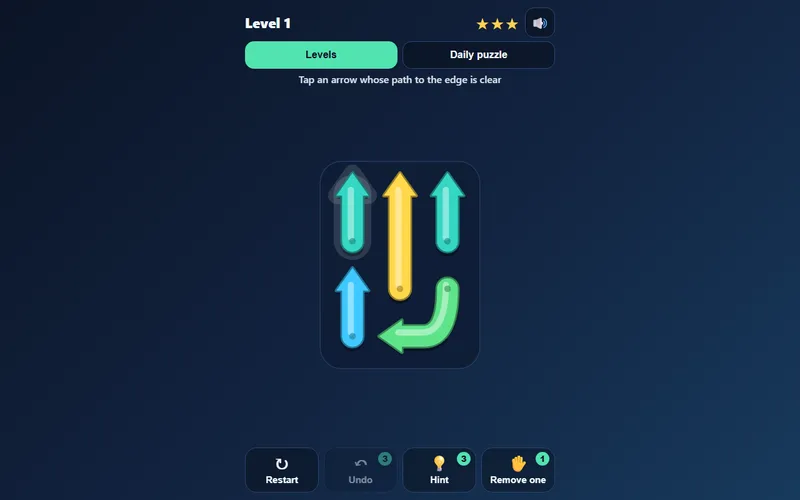 Level 1
Levels
Daily puzzle
Tap an arrow whose path to the edge is clear
Restart
3
Undo
3
Hint
1
Remove one